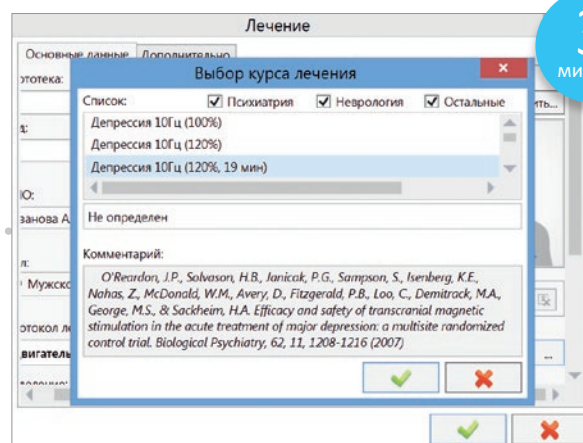 Лечение
Основные данные Дополнительно
Выбор курса лечения
Список: Психиатрия Неврология Остальные
Депрессия 10Гц (100%)
Депрессия 10Гц (120%)
Депрессия 10Гц (120%, 19 мин)
Не определен
Комментарий:
O'Reardon, J.P., Solvason, H.B., Janicak, P.G., Sampson, S., Isenberg, K.E.,
Nahas, Z., McDonald, W.M., Avery, D., Fitzgerald, P.B., Loo, C., Demitrack, M.A.,
George, M.S., & Sackheim, H.A. Efficacy and safety of transcranial magnetic
stimulation in the acute treatment of major depression: a multisite randomized
control trial. Biological Psychiatry, 62, 11, 1208-1216 (2007)